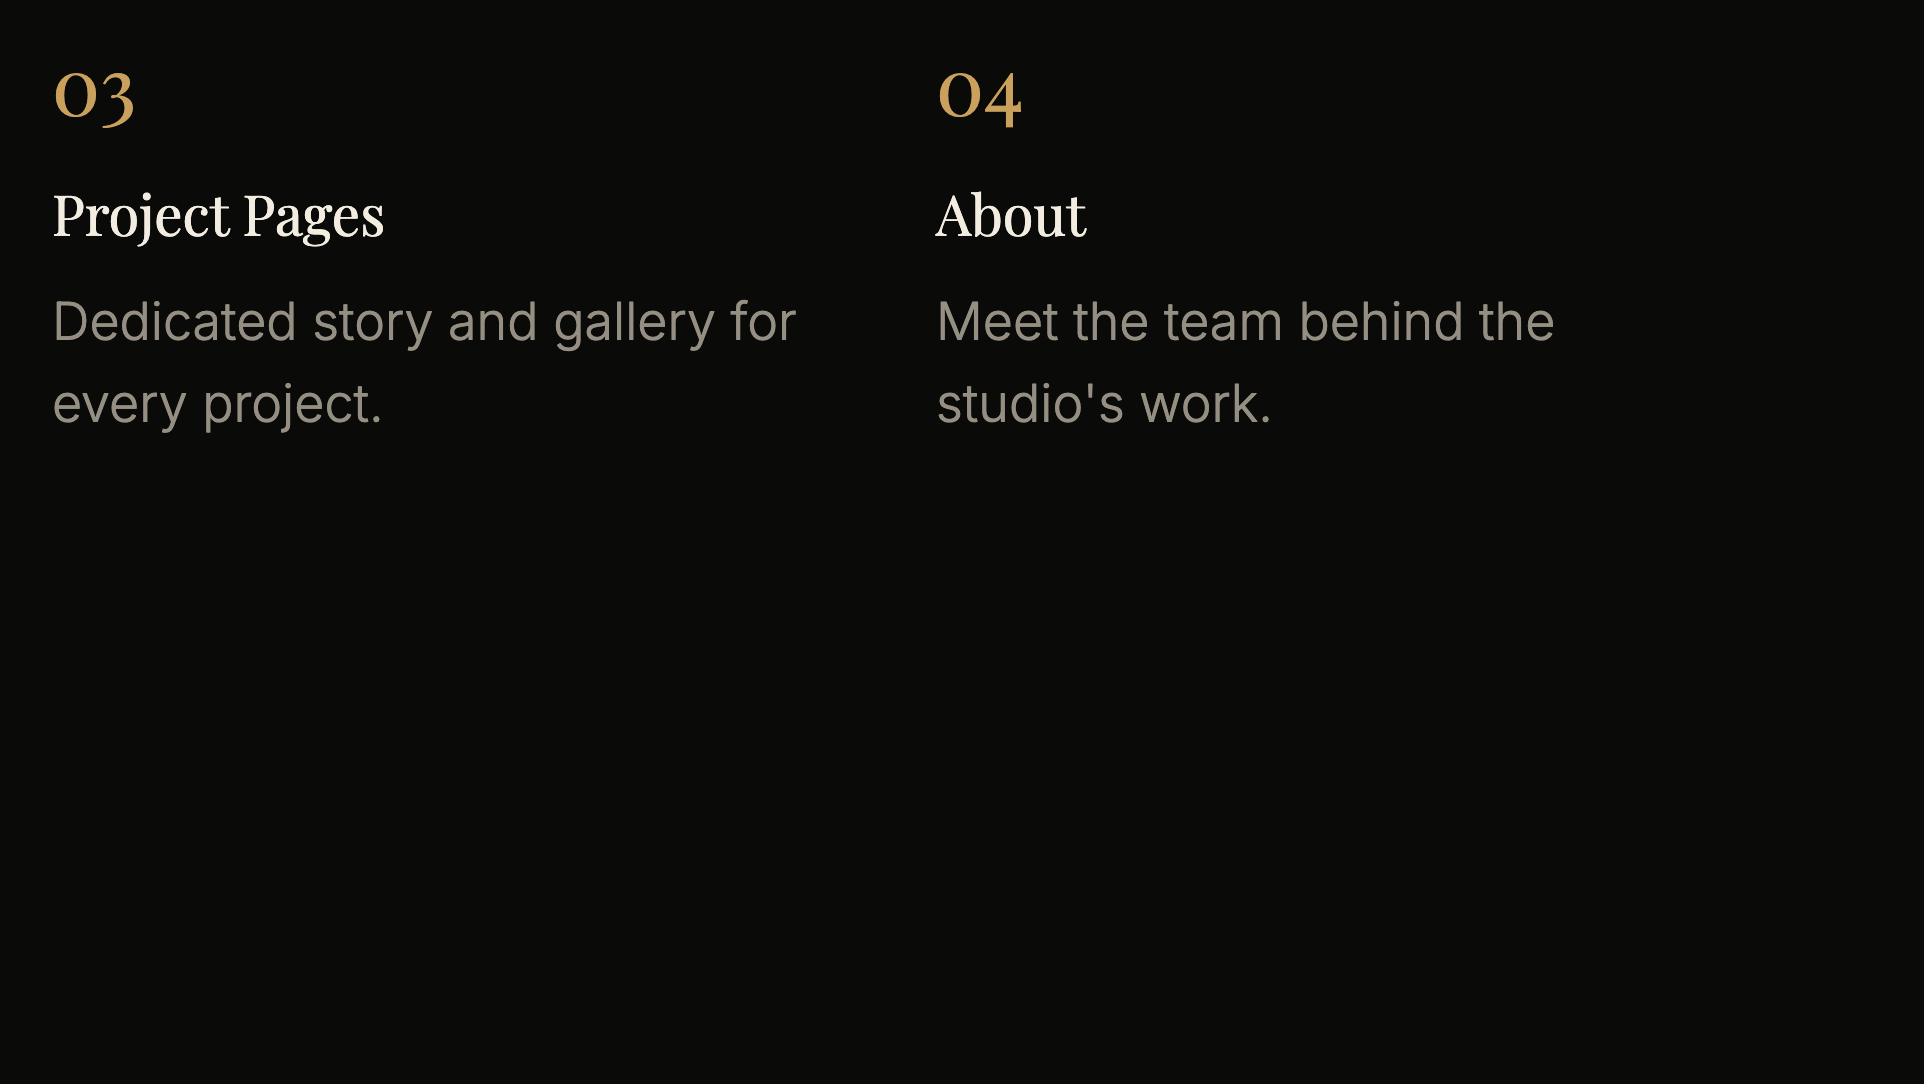 03
Project Pages
Dedicated story and gallery for
every project.
04
About
Meet the team behind the
studio's work.